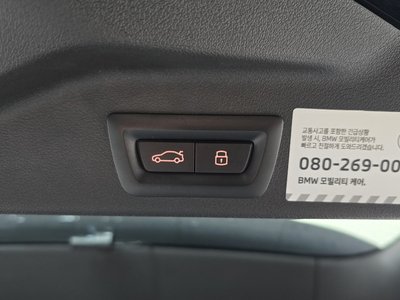 교통사고를 포함한 긴급상황
발생 시, BMW 모빌리티케어가
빠르고 친절하게 도와드리겠습니다.
080-269-00
BMW 모빌리티 케어.